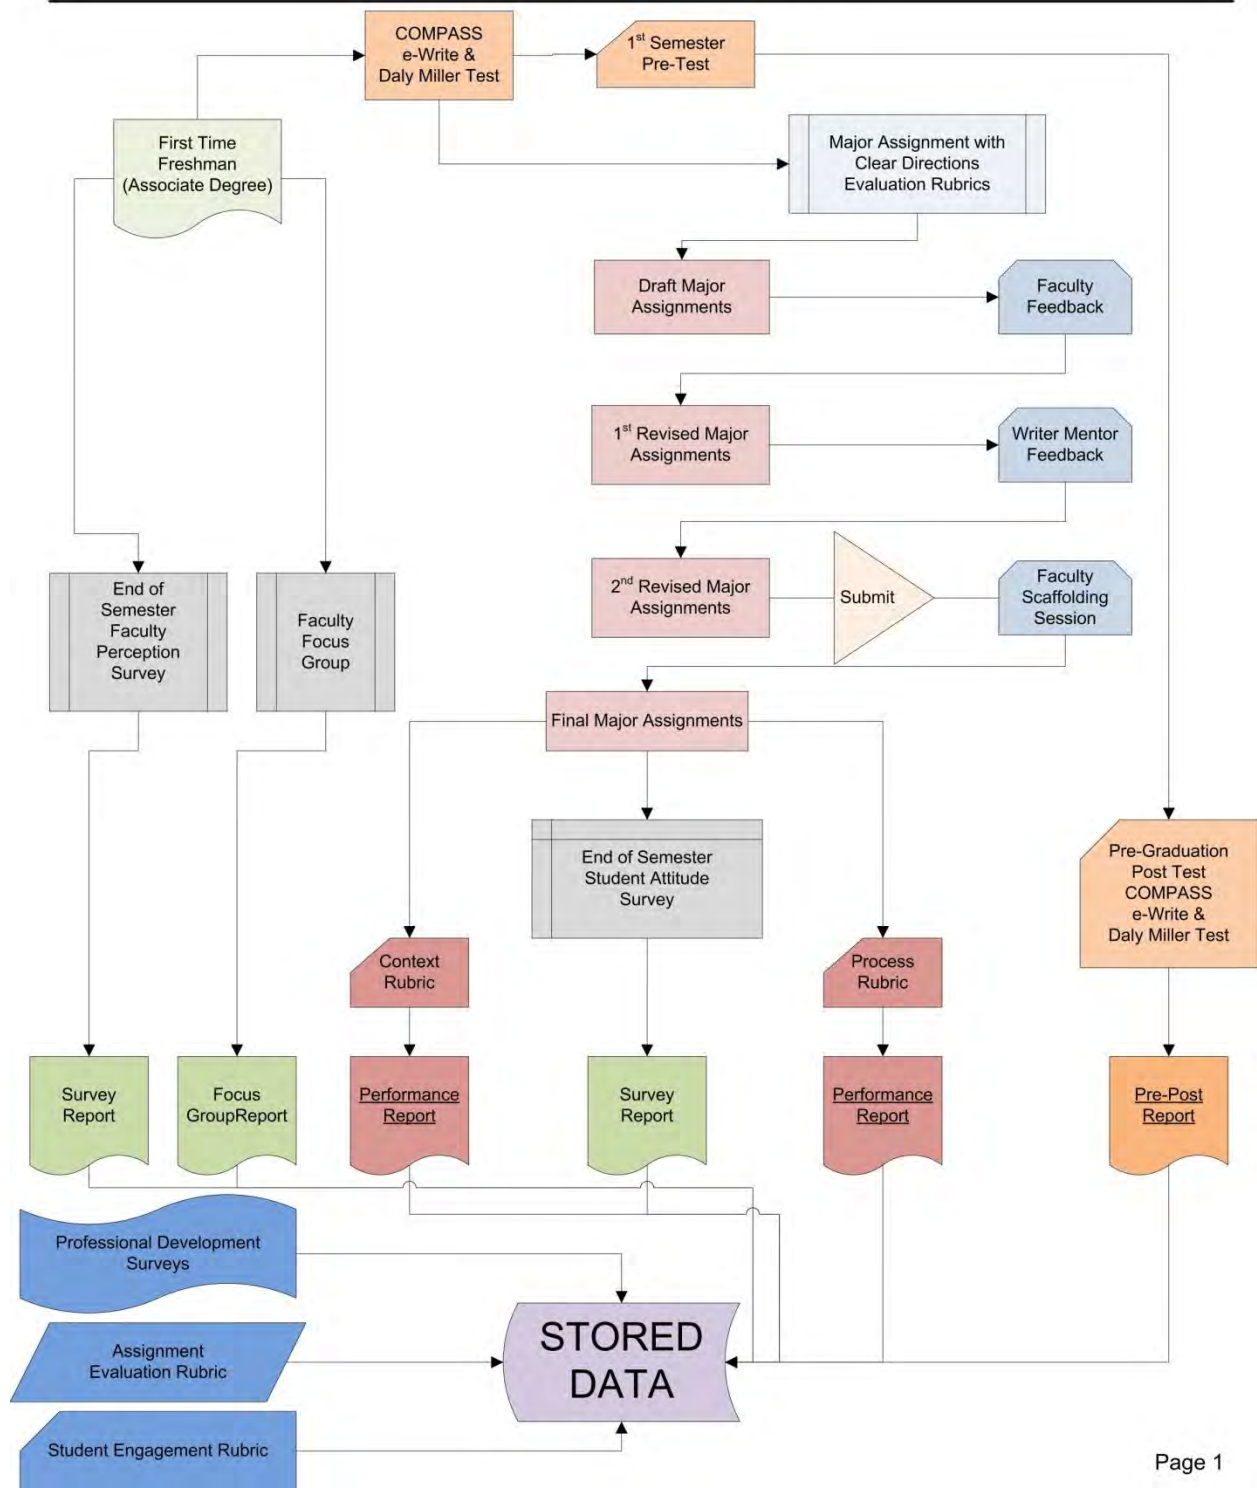 COMPASS
e-Write &
Daly Miller Test
1st Semester
Pre-Test
First Time
Freshman
(Associate Degree)
Major Assignment with
Clear Directions
Evaluation Rubrics
Draft Major
Assignments
Faculty
Feedback
1st Revised Major
Assignments
Writer Mentor
Feedback
2nd Revised Major
Assignments
Submit
Faculty
Scaffolding
Session
End of
Semester
Faculty
Perception
Survey
Faculty
Focus
Group
Final Major Assignments
End of Semester
Student Attitude
Survey
Pre-Graduation
Post Test
COMPASS
e-Write &
Daly Miller Test
Context
Rubric
Process
Rubric
Survey
Report
Focus
GroupReport
Performance
Report
Survey
Report
Performance
Report
Pre-Post
Report
Professional Development
Surveys
Assignment
Evaluation Rubric
STORED
DATA
Student Engagement Rubric
Page 1